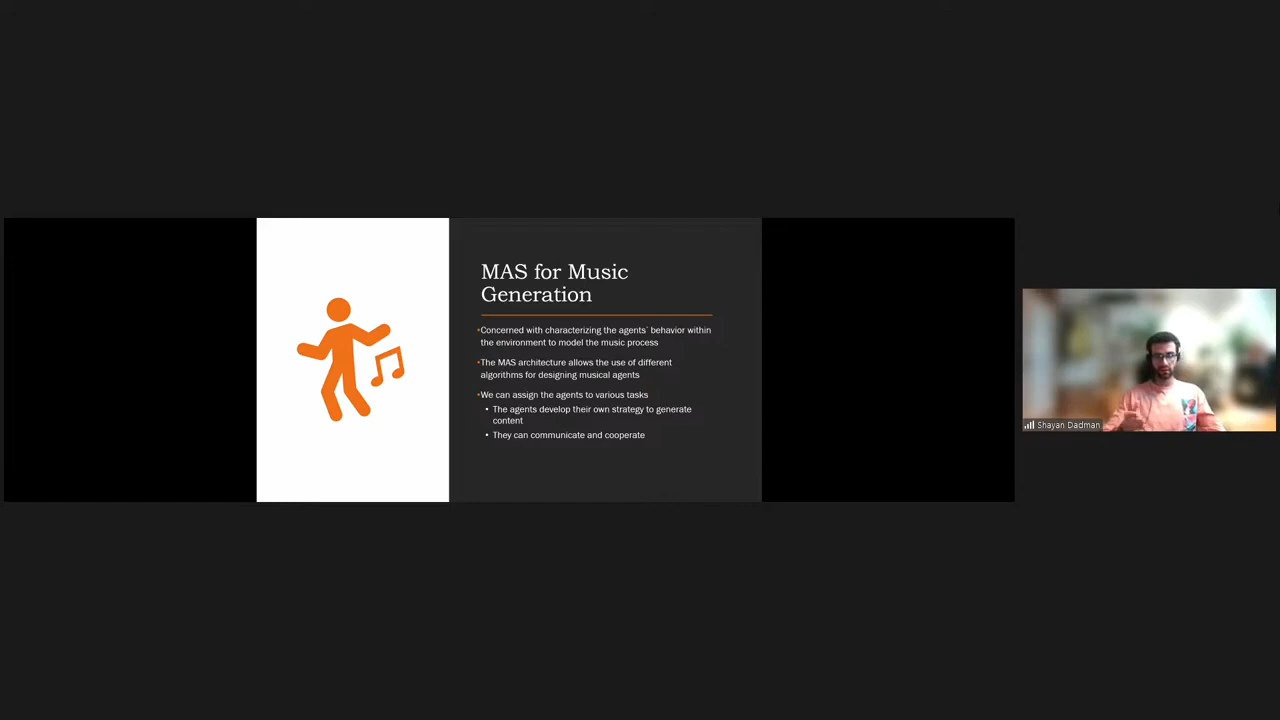 MAS for Music
Generation
•Concerned with characterizing the agents´ behavior within
the environment to model the music process
•The MAS architecture allows the use of different
algorithms for designing musical agents
•We can assign the agents to various tasks
• The agents develop their own strategy to generate
content
• They can communicate and cooperate
Shayan Dadman